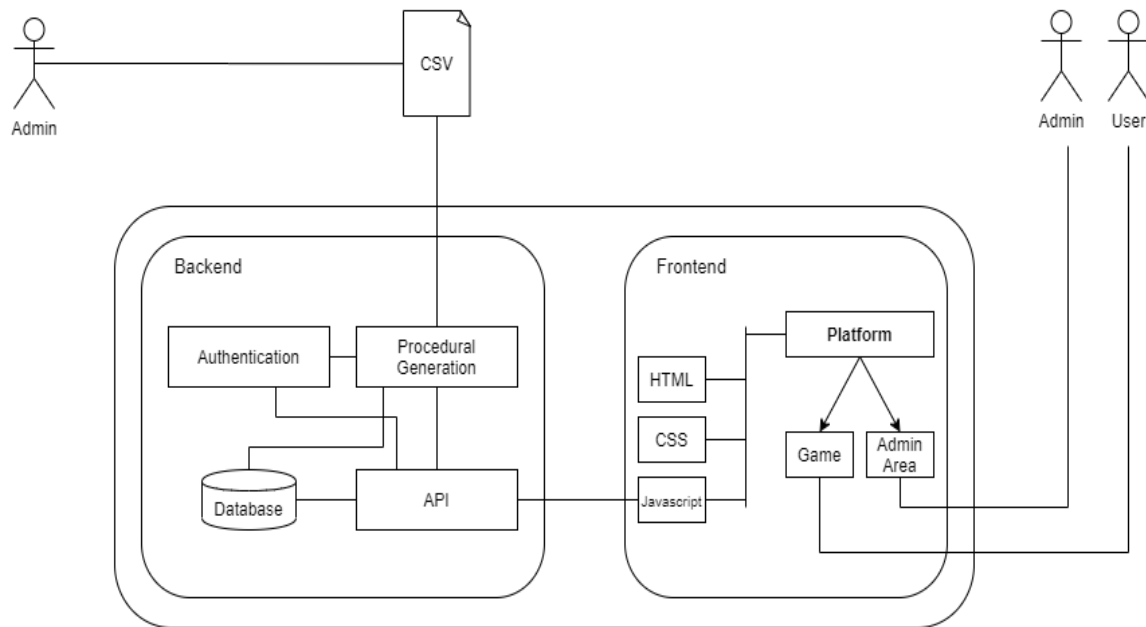 CSV
Admin
Admin
User
Backend
Frontend
Authentication
Procedural
Generation
Platform
HTML
CSS
Game
Admin
Area
Database
API
Javascript